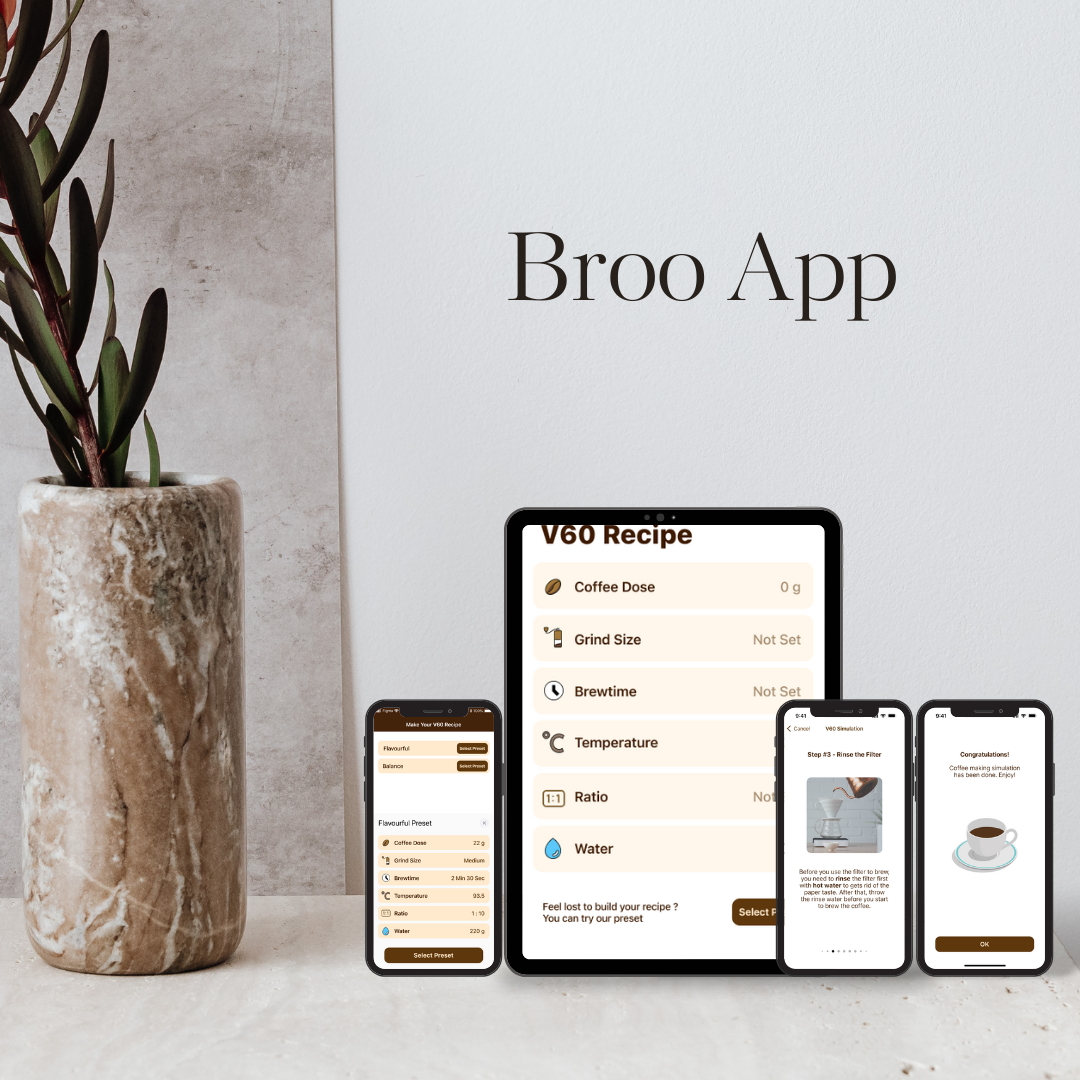 Broo App
V60 Recipe
Coffee Dose 0 g
Grind Size Not Set
Brewtime Not Set
Temperature
Ratio
Water
Feel lost to build your recipe ?
You can try our preset
Make Your V60 Recipe
Flavourful Select Preset
Balance Select Preset
Flavourful Preset
Coffee Dose 22 g
Grind Size Medium
Brewtime 2 Min 30 Sec
Temperature 93.5
Ratio 1 : 10
Water 220 g
Select Preset
9:41
Cancel V60 Simulation
Step #3 - Rinse the Filter
Before you use the filter to brew,
you need to rinse the filter first
with hot water to gets rid of the
paper taste. After that, throw
the rinse water before you start
to brew the coffee.
9:41
Congratulations!
Coffee making simulation
has been done. Enjoy!
OK